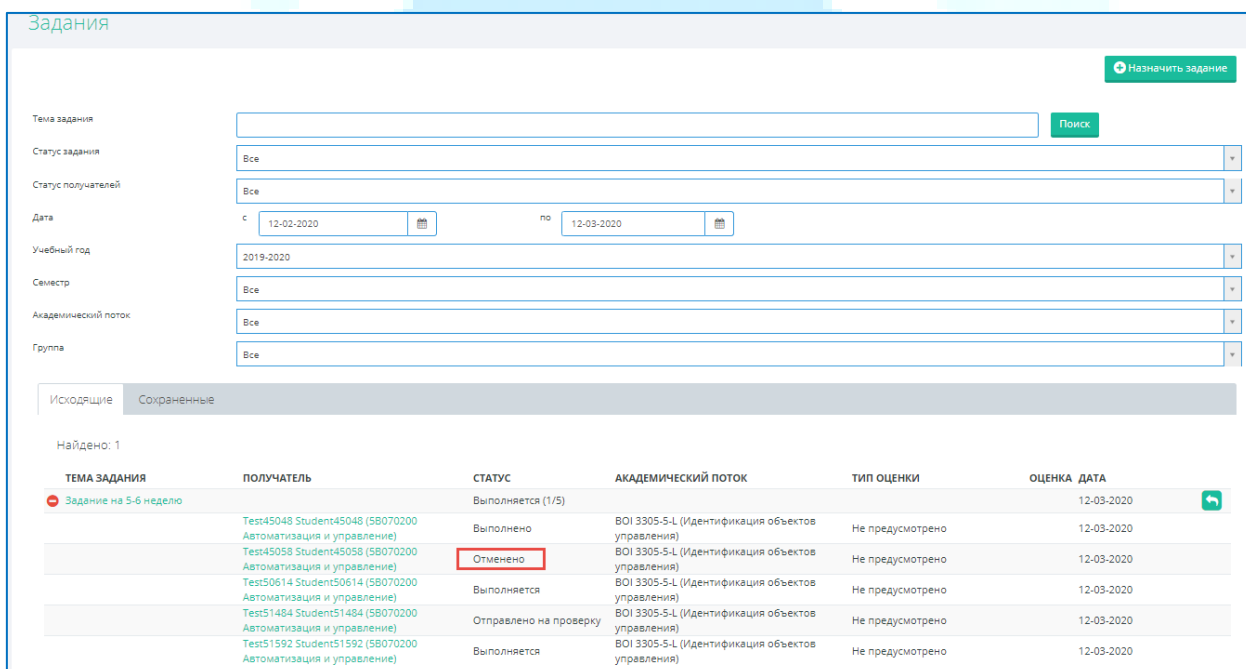 Задания
Назначить задание
Тема задания
Поиск
Статус задания
Все
Статус получателей
Все
Дата
с 12-02-2020 по 12-03-2020
Учебный год
2019-2020
Семестр
Все
Академический поток
Все
Группа
Все
Исходящие Сохраненные
Найдено: 1
ТЕМА ЗАДАНИЯ ПОЛУЧАТЕЛЬ СТАТУС АКАДЕМИЧЕСКИЙ ПОТОК ТИП ОЦЕНКИ ОЦЕНКА ДАТА
Задание на 5-6 неделю Выполняется (1/5) 12-03-2020
Test45048 Student45048 (5B070200 Автоматизация и управление) Выполнено BOI 3305-5-L (Идентификация объектов управления) Не предусмотрено 12-03-2020
Test45058 Student45058 (5B070200 Автоматизация и управление) Отменено BOI 3305-5-L (Идентификация объектов управления) Не предусмотрено 12-03-2020
Test50614 Student50614 (5B070200 Автоматизация и управление) Выполняется BOI 3305-5-L (Идентификация объектов управления) Не предусмотрено 12-03-2020
Test51484 Student51484 (5B070200 Автоматизация и управление) Отправлено на проверку BOI 3305-5-L (Идентификация объектов управления) Не предусмотрено 12-03-2020
Test51592 Student51592 (5B070200 Автоматизация и управление) Выполняется BOI 3305-5-L (Идентификация объектов управления) Не предусмотрено 12-03-2020